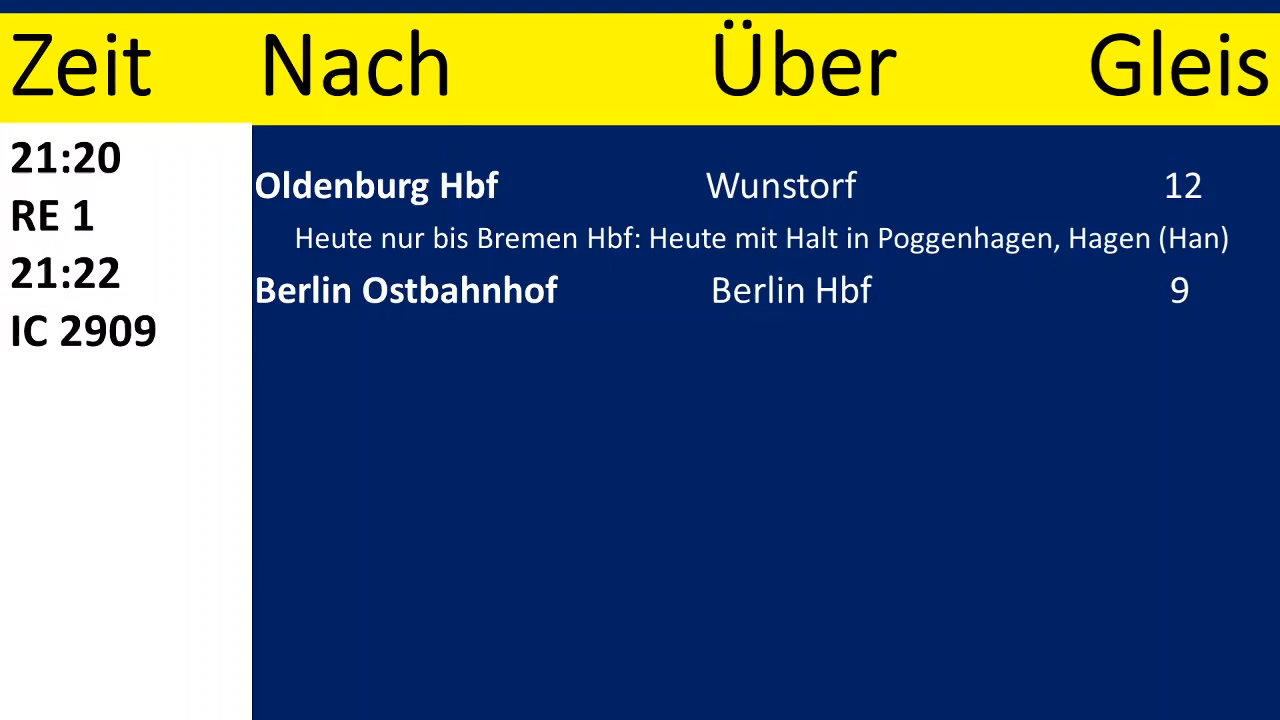 Zeit Nach Über Gleis
21:20
Oldenburg Hbf Wunstorf 12
RE 1
Heute nur bis Bremen Hbf: Heute mit Halt in Poggenhagen, Hagen (Han)
21:22
Berlin Ostbahnhof Berlin Hbf 9
IC 2909